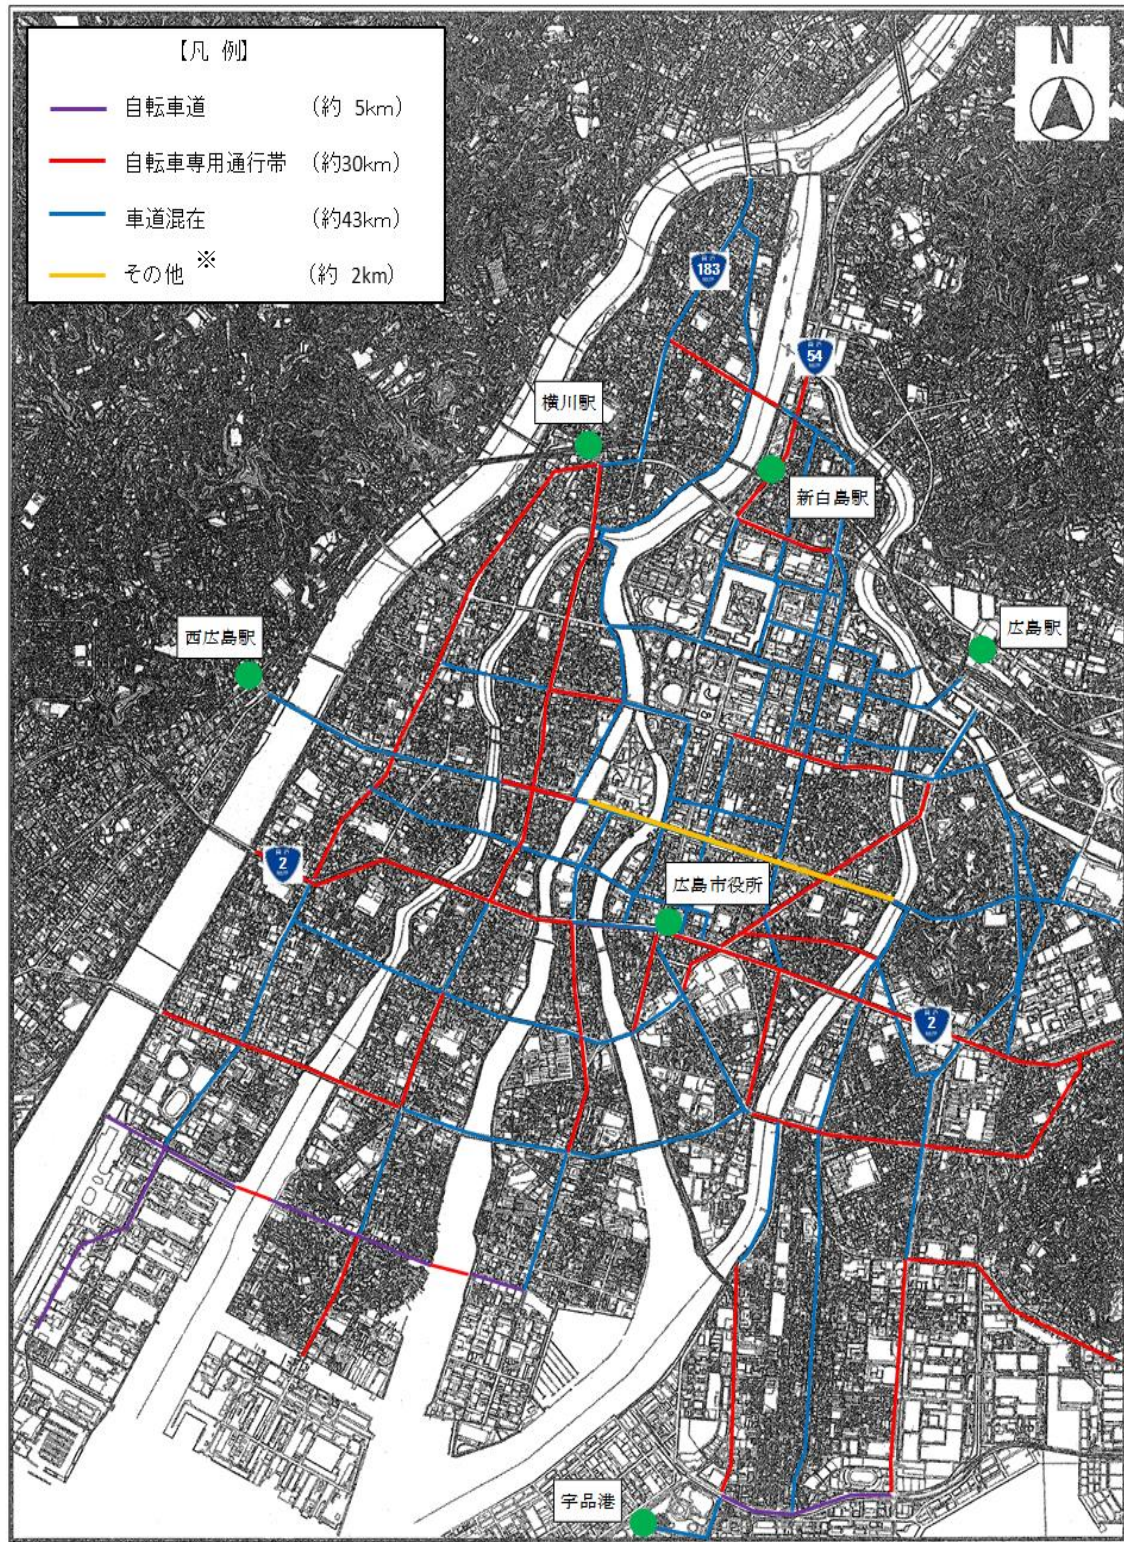 【凡 例】
自転車道 (約 5km)
自転車専用通行帯 (約30km)
車道混在 (約43km)
その他 ※ (約 2km)
N
183
54
横川駅
新白島駅
西広島駅
広島駅
2
広島市役所
2
宇品港